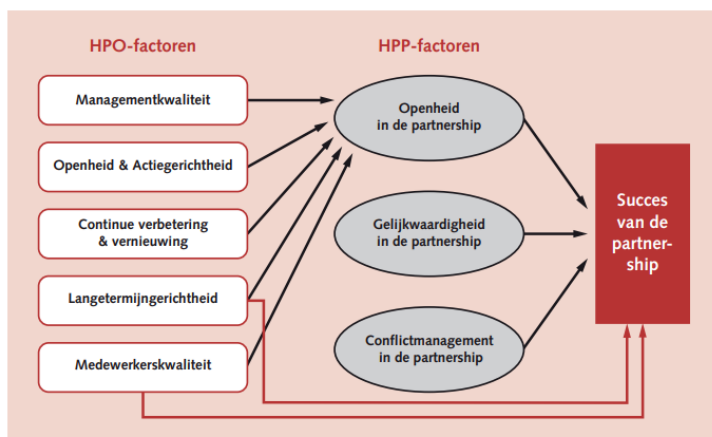 HPO-factoren
HPP-factoren
Managementkwaliteit
Openheid & Actiegerichtheid
Continue verbetering
& vernieuwing
Langetermijngerichtheid
Medewerkerskwaliteit
Openheid
in de partnership
Gelijkwaardigheid
in de partnership
Conflictmanagement
in de partnership
Succes
van de
partner-
ship